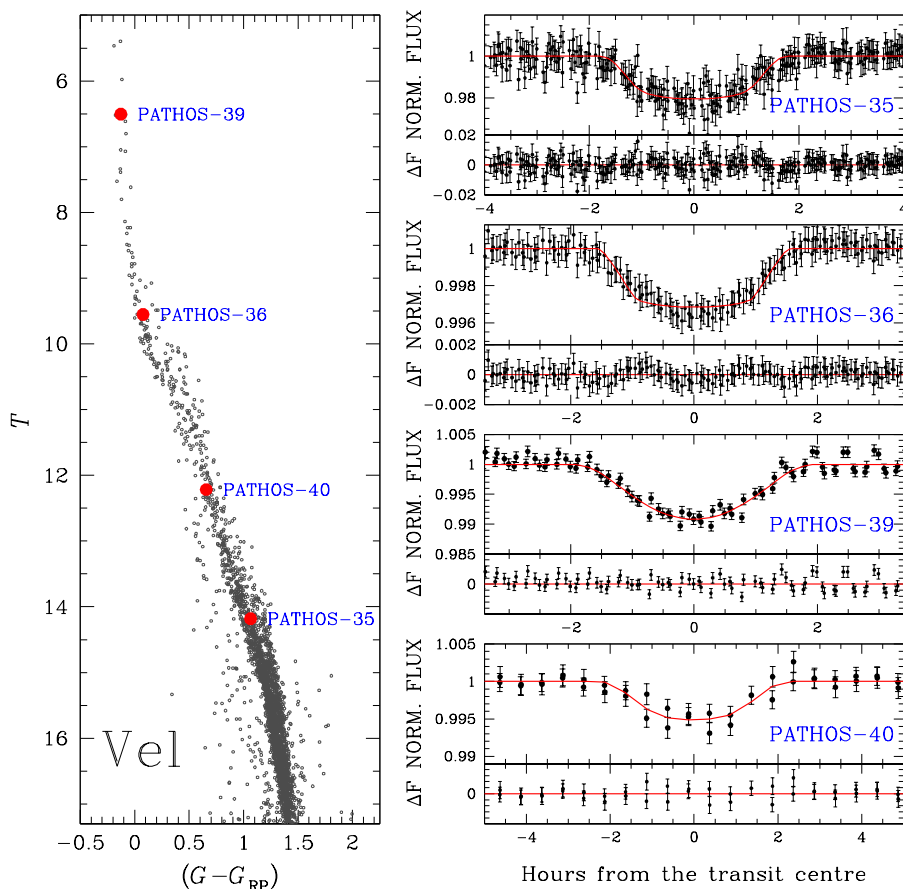 6
8
10
12
14
16
T
PATHOS-39
PATHOS-36
PATHOS-40
PATHOS-35
Vel
-0.5 0 0.5 1 1.5 2
(G-G_RP)
ΔF NORM. FLUX
1
0.98
0.02
0
-0.02
PATHOS-35
-4 -2 0 2 4
ΔF NORM. FLUX
1
0.998
0.996
0.002
0
-0.002
PATHOS-36
-2 0 2
ΔF NORM. FLUX
1.005
1
0.995
0.99
0.985
0
PATHOS-39
-2 0 2
ΔF NORM. FLUX
1.005
1
0.995
0.99
0
PATHOS-40
-4 -2 0 2 4
Hours from the transit centre